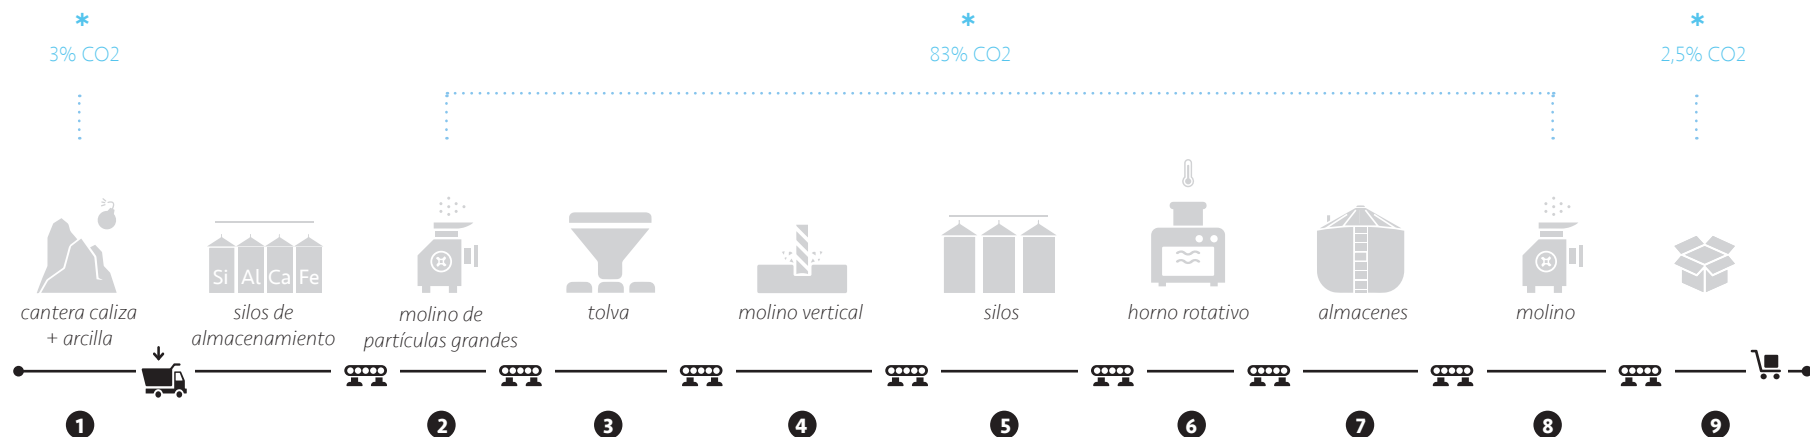 * * *
3% CO2 83% CO2 2,5% CO2
Si Al Ca Fe
cantera caliza
+ arcilla
silos de
almacenamiento
molino de
partículas grandes
tolva
molino vertical
silos
horno rotativo
almacenes
molino
1 2 3 4 5 6 7 8 9